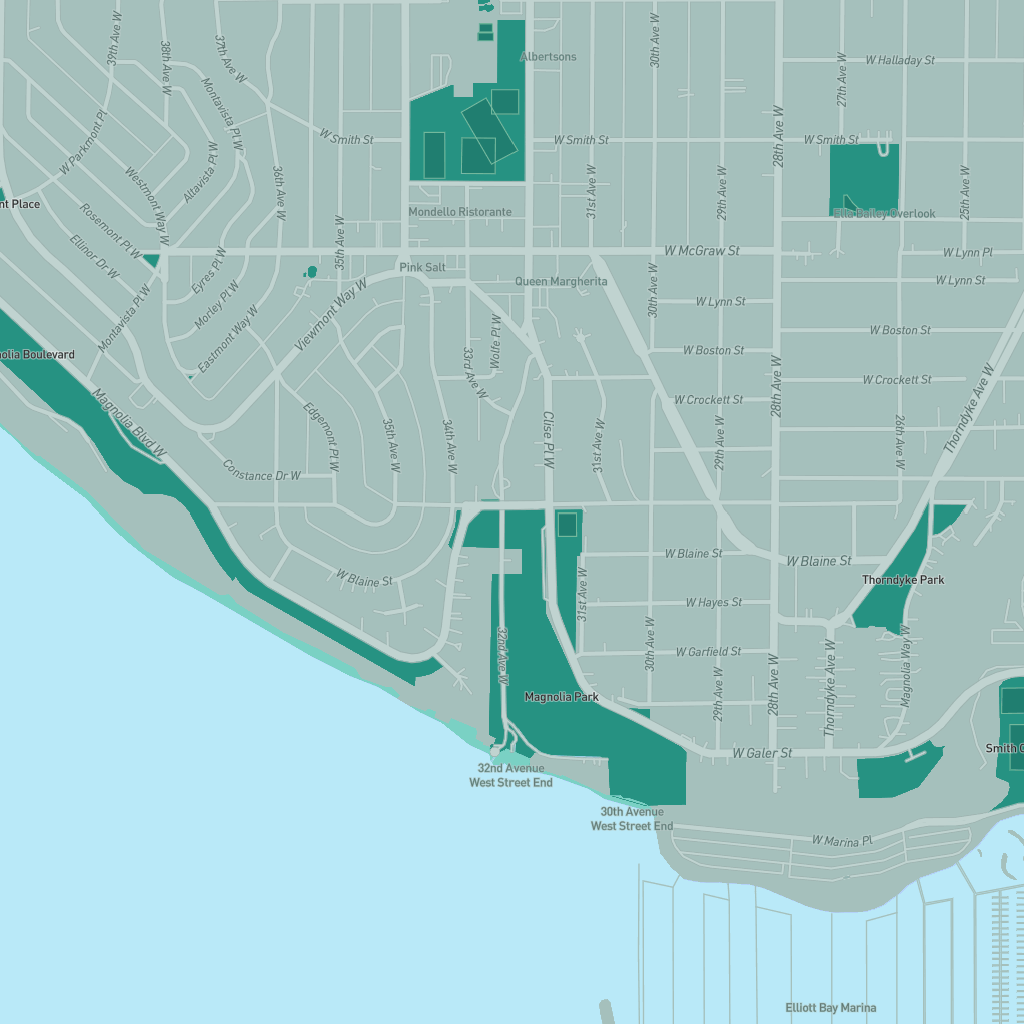 39th Ave W
38th Ave W
37th Ave W
30th Ave W
Albertsons
W Halladay St
27th Ave W
Montavista Pl W
28th Ave W
W Smith St
W Smith St
W Smith St
W Parkmont Pl
Altavista Pl W
Westmont Way W
36th Ave W
31st Ave W
29th Ave W
25th Ave W
nt Place
Rosemont Pl W
35th Ave W
Mondello Ristorante
Ella Bailey Overlook
Ellinor Dr W
W McGraw St
W Lynn Pl
Eyres Pl W
Pink Salt
Queen Margherita
30th Ave W
W Lynn St
Morley Pl W
Montavista Pl W
Viewmont Way W
W Lynn St
Eastmont Way W
Wolfe Pl W
W Boston St
W Boston St
nolia Boulevard
33rd Ave W
28th Ave W
W Crockett St
W Crockett St
Thorndyke Ave W
Magnolia Blvd W
Edgemont Pl W
35th Ave W
34th Ave W
Clise Pl W
31st Ave W
29th Ave W
26th Ave W
Constance Dr W
W Blaine St
W Blaine St
W Blaine St
Thorndyke Park
31st Ave W
W Hayes St
32nd Ave W
30th Ave W
W Garfield St
Thorndyke Ave W
Magnolia Way W
28th Ave W
29th Ave W
Magnolia Park
W Galer St
Smith C
32nd Avenue
West Street End
30th Avenue
West Street End
W Marina Pl
Elliott Bay Marina